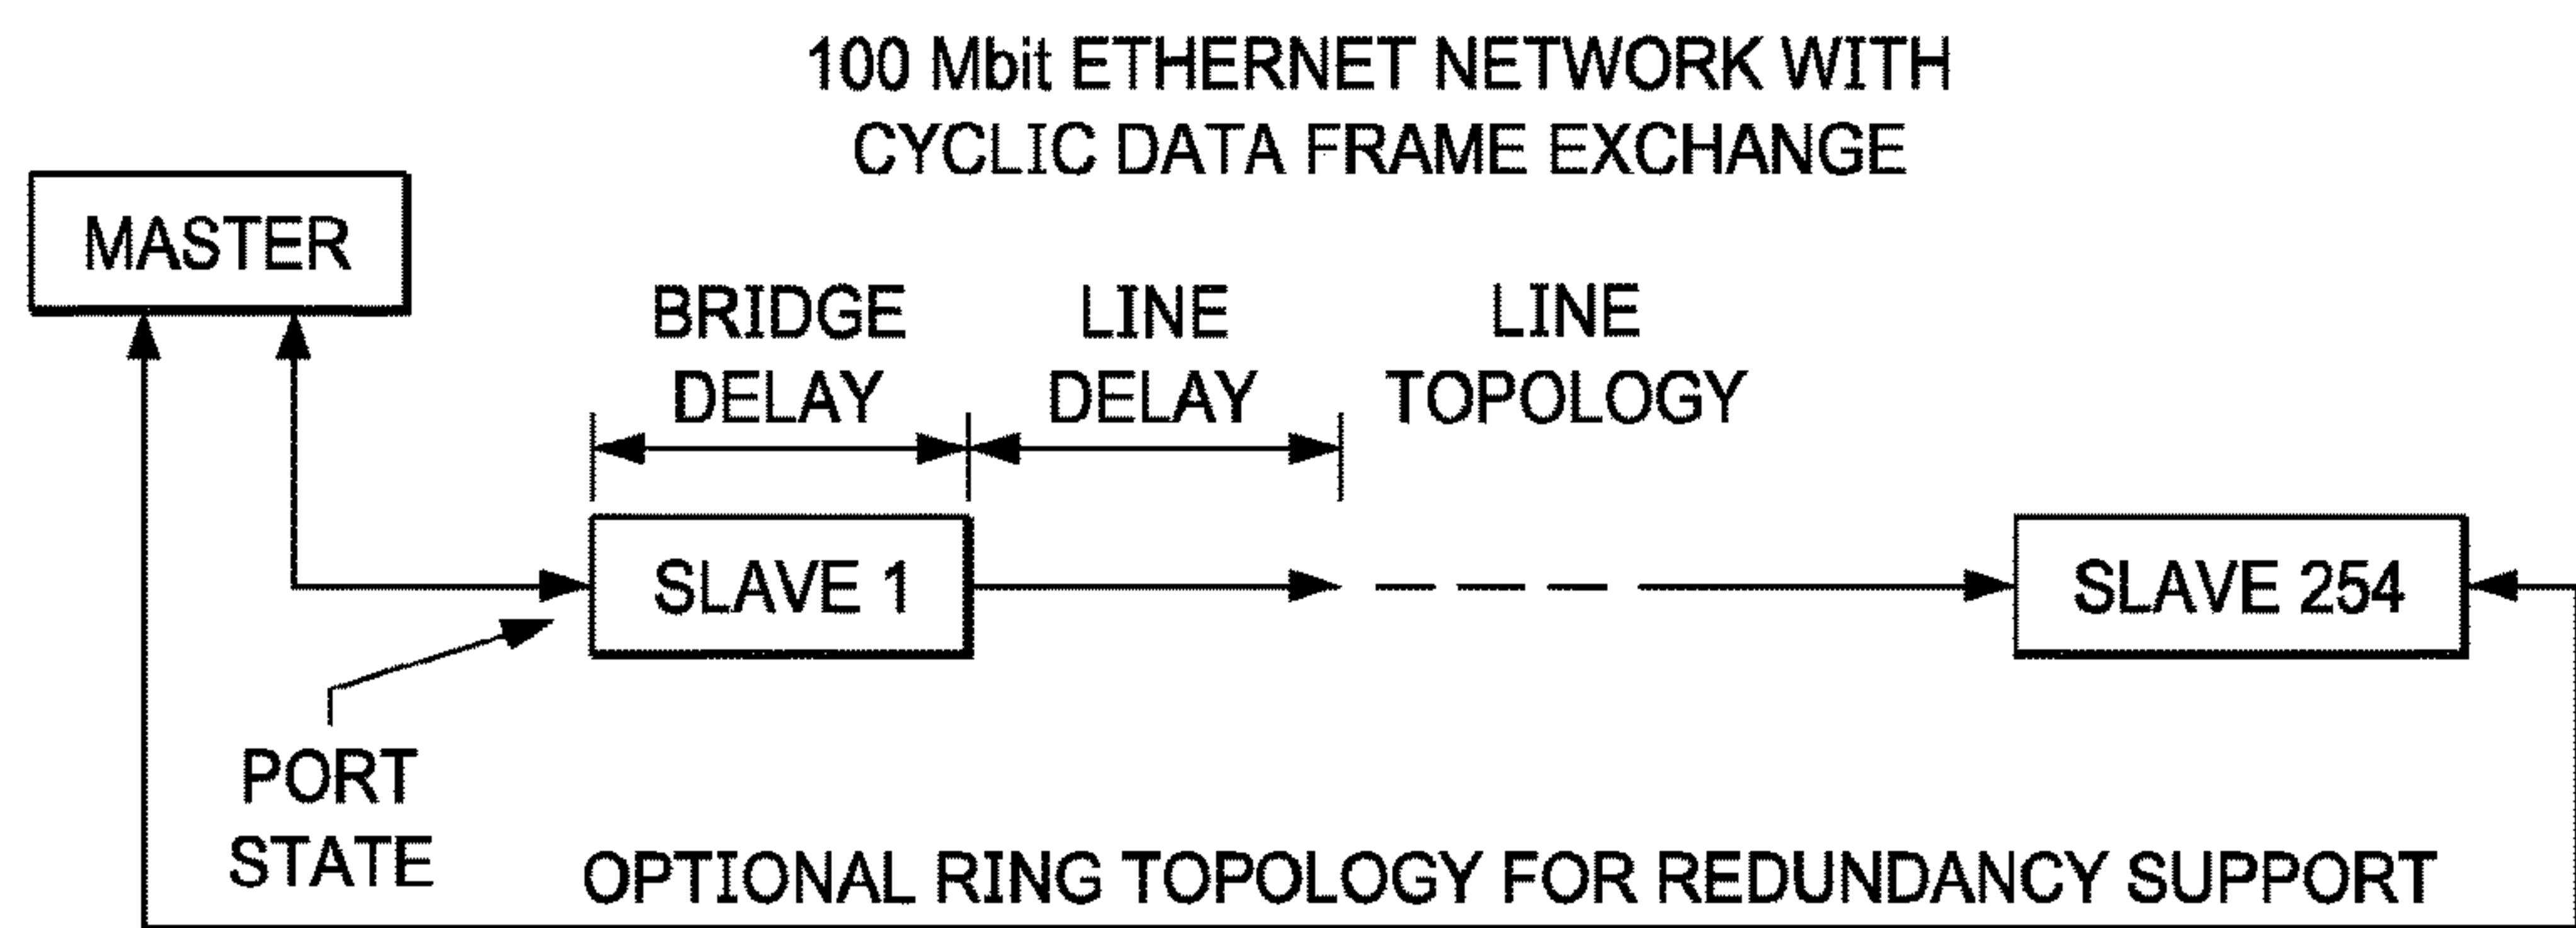 100 Mbit ETHERNET NETWORK WITH
CYCLIC DATA FRAME EXCHANGE
MASTER
BRIDGE
DELAY
LINE
DELAY
LINE
TOPOLOGY
SLAVE 1
SLAVE 254
PORT
STATE
OPTIONAL RING TOPOLOGY FOR REDUNDANCY SUPPORT